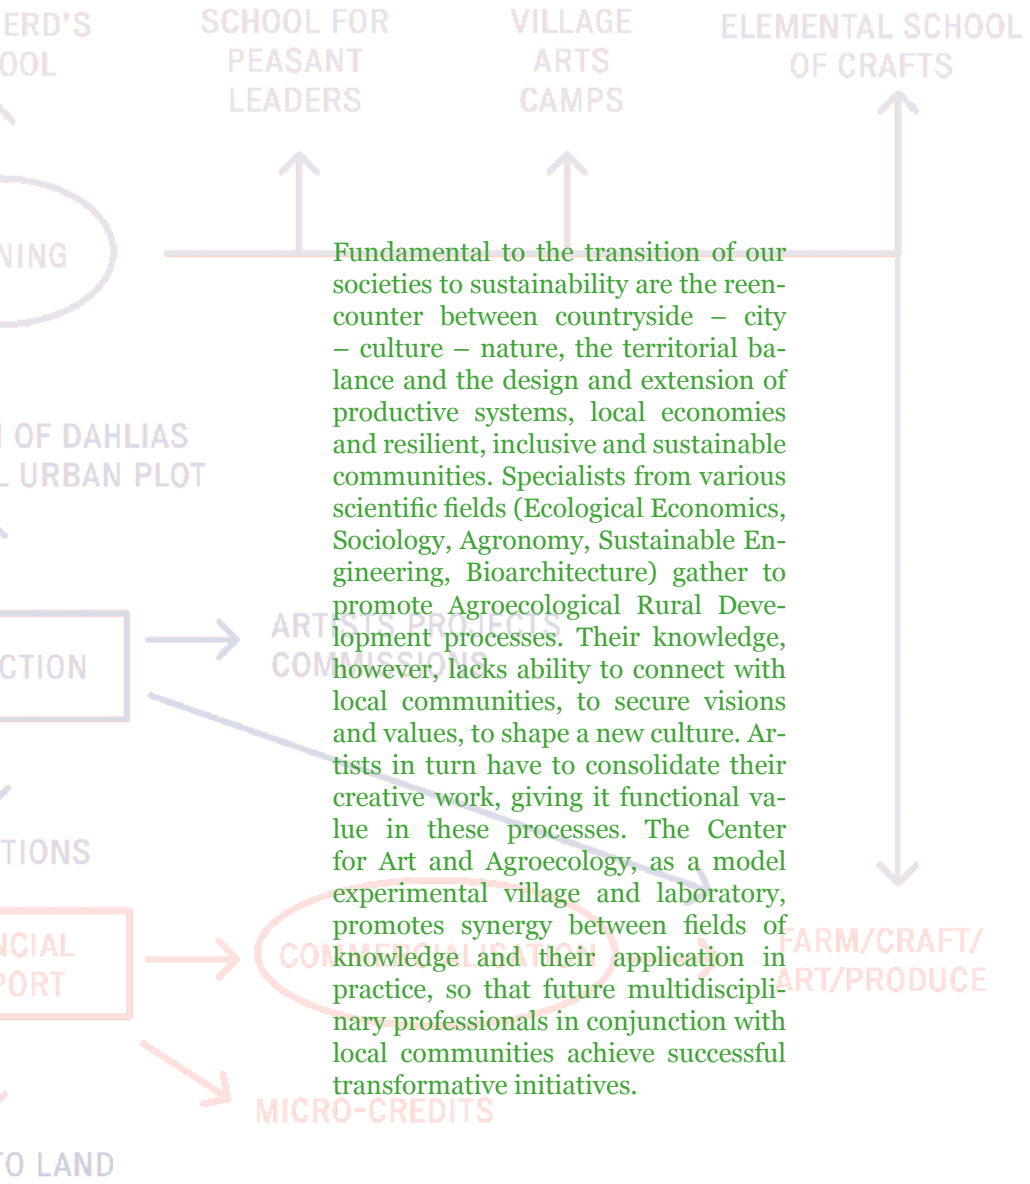 ERD'S
OOL
SCHOOL FOR
PEASANT
LEADERS
VILLAGE
ARTS
CAMPS
ELEMENTAL SCHOOL
OF CRAFTS
NING
Fundamental to the transition of our
societies to sustainability are the reen-
counter between countryside – city
– culture – nature, the territorial ba-
lance and the design and extension of
productive systems, local economies
and resilient, inclusive and sustainable
communities. Specialists from various
scientific fields (Ecological Economics,
Sociology, Agronomy, Sustainable En-
gineering, Bioarchitecture) gather to
promote Agroecological Rural Deve-
lopment processes. Their knowledge,
however, lacks ability to connect with
local communities, to secure visions
and values, to shape a new culture. Ar-
tists in turn have to consolidate their
creative work, giving it functional va-
lue in these processes. The Center
for Art and Agroecology, as a model
experimental village and laboratory,
promotes synergy between fields of
knowledge and their application in
practice, so that future multidiscipli-
nary professionals in conjunction with
local communities achieve successful
transformative initiatives.
OF DAHLIAS
URBAN PLOT
CTION
ARTISTS PROJECTS
COMMISSIONS
TIONS
NCIAL
PORT
COMMERCIALISATION
FARM/CRAFT/
ART/PRODUCE
MICRO-CREDITS
TO LAND